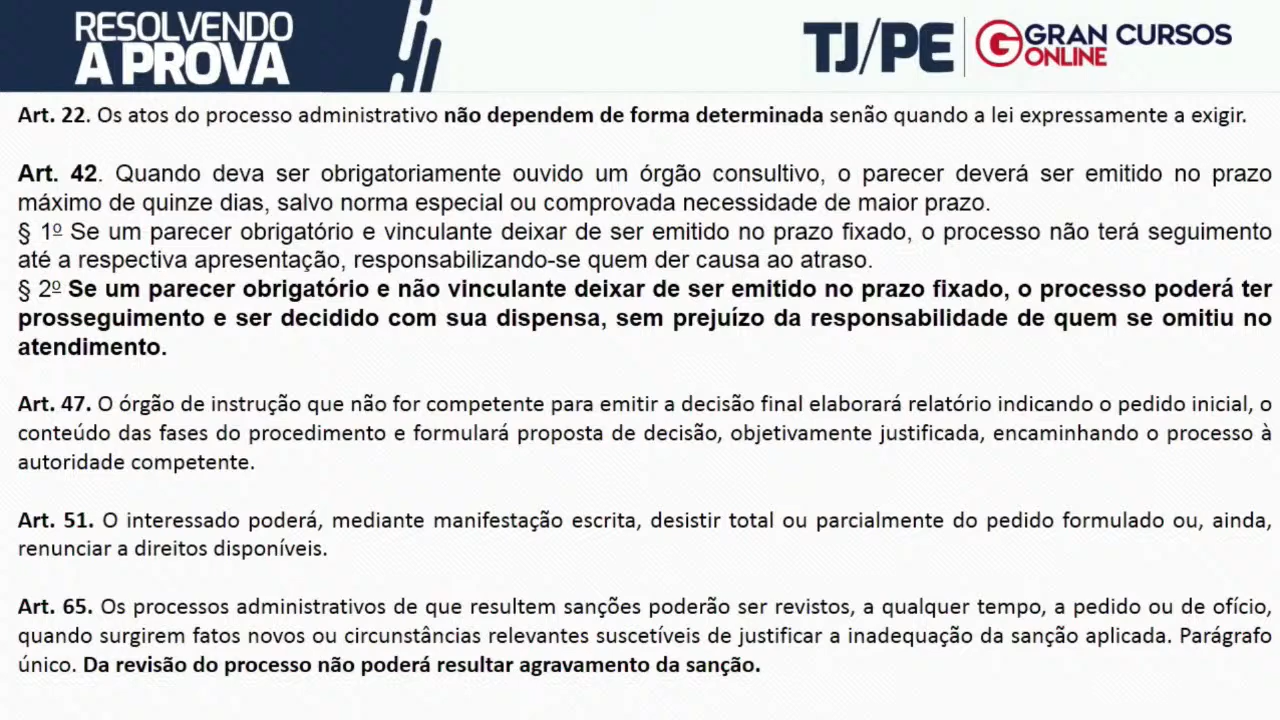 RESOLVENDO
A PROVA
TJ/PE
GRAN CURSOS
ONLINE
Art. 22. Os atos do processo administrativo não dependem de forma determinada senão quando a lei expressamente a exigir.
Art. 42. Quando deva ser obrigatoriamente ouvido um órgão consultivo, o parecer deverá ser emitido no prazo
máximo de quinze dias, salvo norma especial ou comprovada necessidade de maior prazo.
§ 1º Se um parecer obrigatório e vinculante deixar de ser emitido no prazo fixado, o processo não terá seguimento
até a respectiva apresentação, responsabilizando-se quem der causa ao atraso.
§ 2º Se um parecer obrigatório e não vinculante deixar de ser emitido no prazo fixado, o processo poderá ter
prosseguimento e ser decidido com sua dispensa, sem prejuízo da responsabilidade de quem se omitiu no
atendimento.
Art. 47. O órgão de instrução que não for competente para emitir a decisão final elaborará relatório indicando o pedido inicial, o
conteúdo das fases do procedimento e formulará proposta de decisão, objetivamente justificada, encaminhando o processo à
autoridade competente.
Art. 51. O interessado poderá, mediante manifestação escrita, desistir total ou parcialmente do pedido formulado ou, ainda,
renunciar a direitos disponíveis.
Art. 65. Os processos administrativos de que resultem sanções poderão ser revistos, a qualquer tempo, a pedido ou de ofício,
quando surgirem fatos novos ou circunstâncias relevantes suscetíveis de justificar a inadequação da sanção aplicada. Parágrafo
único. Da revisão do processo não poderá resultar agravamento da sanção.